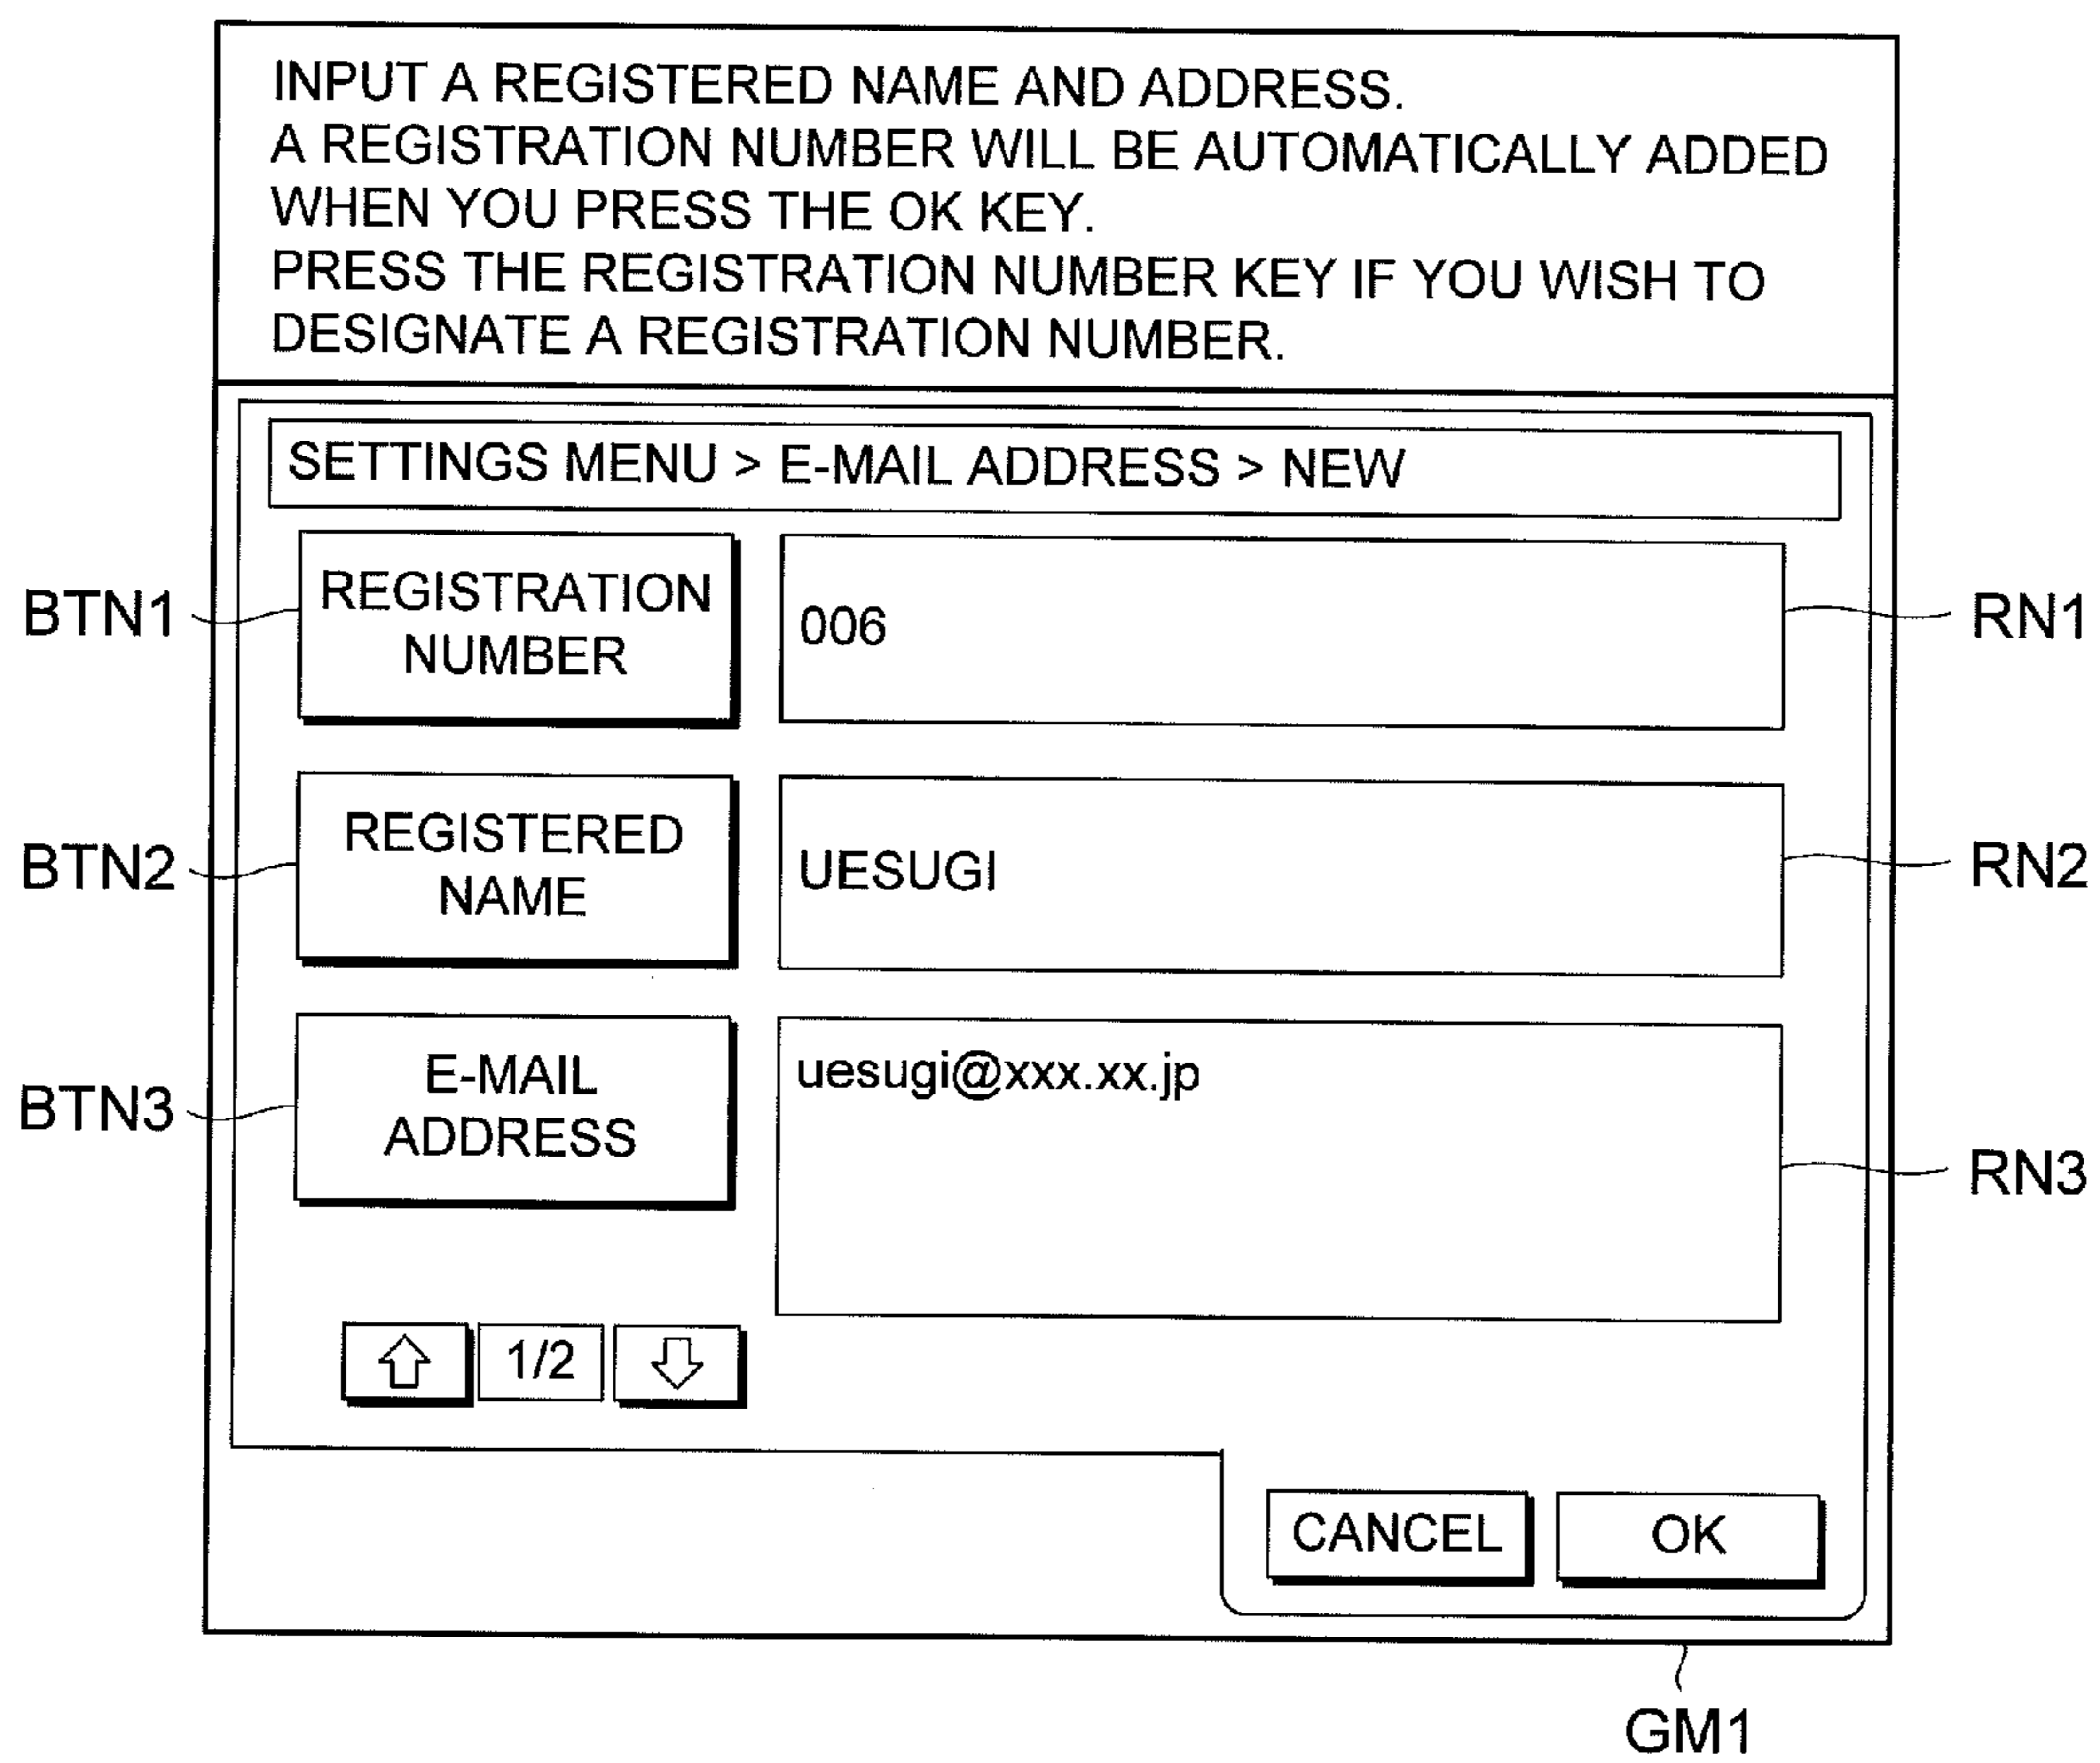 INPUT A REGISTERED NAME AND ADDRESS.
A REGISTRATION NUMBER WILL BE AUTOMATICALLY ADDED
WHEN YOU PRESS THE OK KEY.
PRESS THE REGISTRATION NUMBER KEY IF YOU WISH TO
DESIGNATE A REGISTRATION NUMBER.
SETTINGS MENU > E-MAIL ADDRESS > NEW
BTN1
REGISTRATION
NUMBER
006
RN1
BTN2
REGISTERED
NAME
UESUGI
RN2
BTN3
E-MAIL
ADDRESS
uesugi@xxx.xx.jp
RN3
1/2
CANCEL
OK
GM1